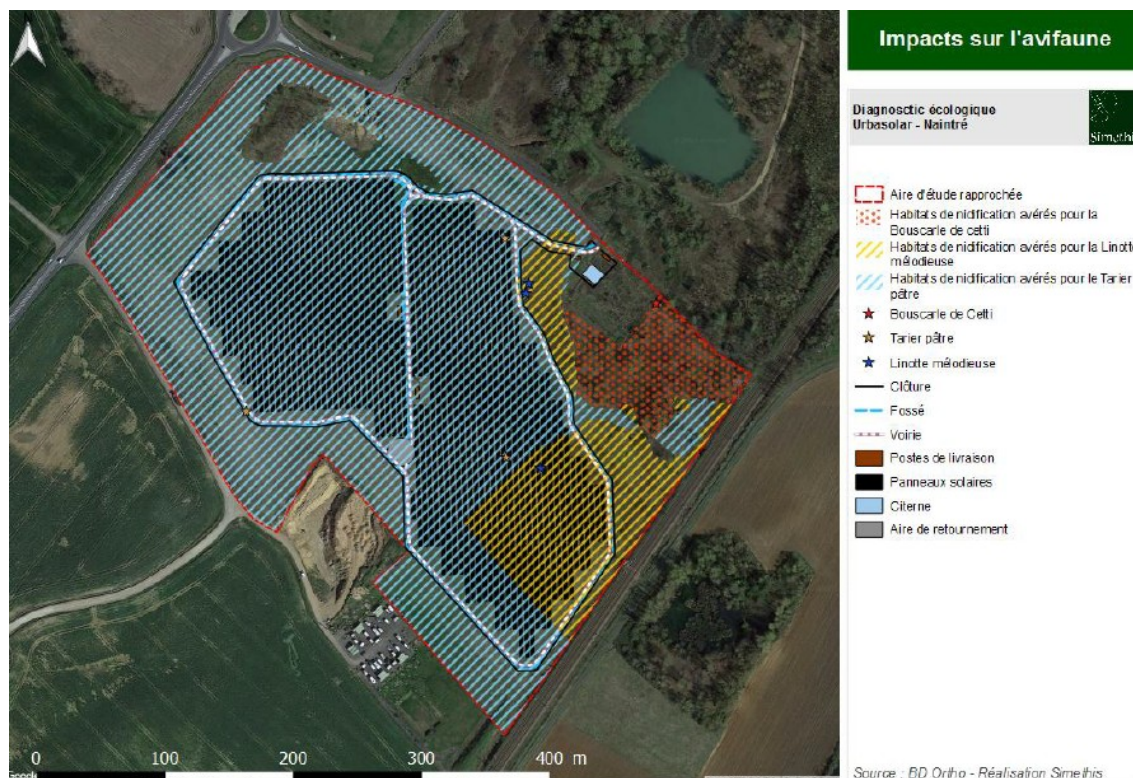 Impacts sur l'avifaune
Diagnosctic écologique
Urbasolar - Naintré
Simethi
Aire d'étude rapprochée
Habitats de nidification avérés pour la
Bouscarle de cetti
Habitats de nidification avérés pour la Linotte
mélodieuse
Habitats de nidification avérés pour le Tarier
pâtre
Bouscarle de Cetti
Tarier pâtre
Linotte mélodieuse
Clôture
Fossé
Voirie
Postes de livraison
Panneaux solaires
Citerne
Aire de retournement
0 100 200 300 400 m
Google
Source : BD Ortho - Réalisation Simethis